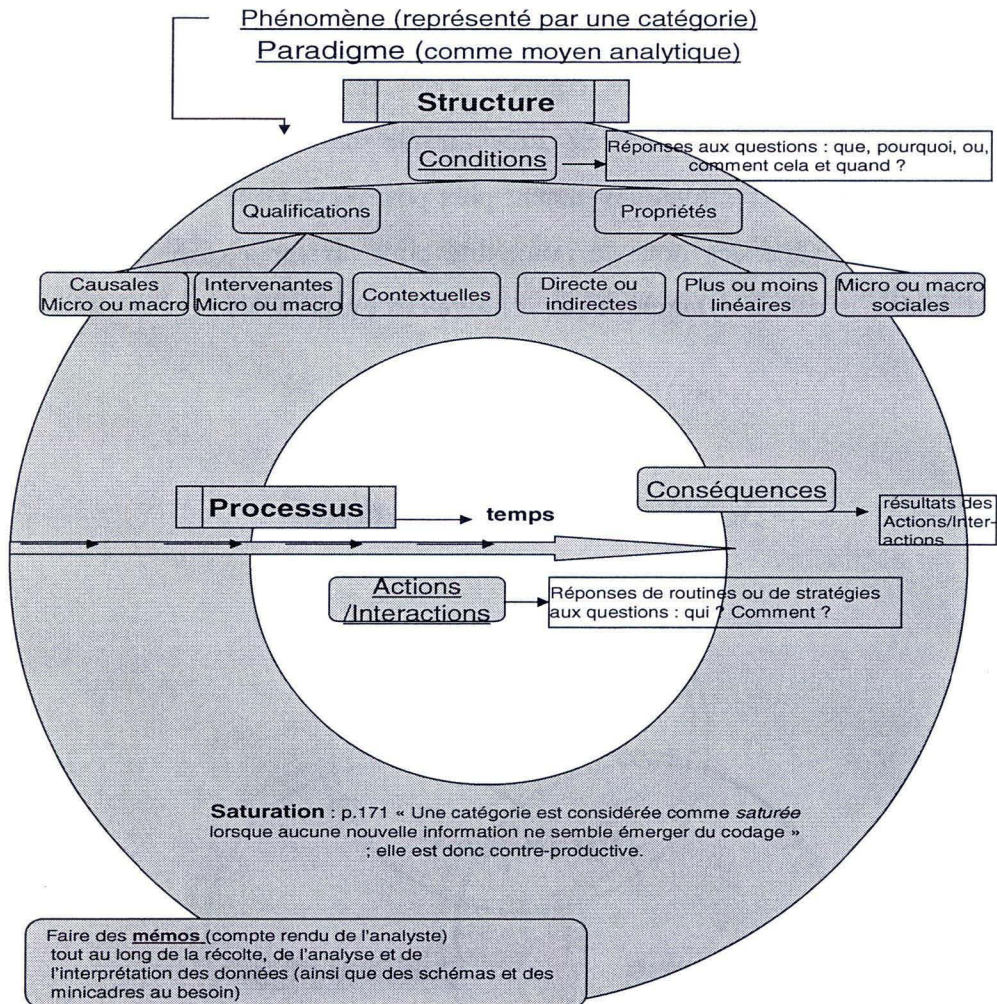 Phénomène (représenté par une catégorie)
Paradigme (comme moyen analytique)
Structure
Conditions
Réponses aux questions : que, pourquoi, ou,
comment cela et quand ?
Qualifications
Propriétés
Causales
Micro ou macro
Intervenantes
Micro ou macro
Contextuelles
Directe ou
indirectes
Plus ou moins
linéaires
Micro ou macro
sociales
Processus
temps
Conséquences
résultats des
Actions/Inter-
actions
Actions
/Interactions
Réponses de routines ou de stratégies
aux questions : qui ? Comment ?
Saturation : p.171 « Une catégorie est considérée comme saturée
lorsque aucune nouvelle information ne semble émerger du codage »
; elle est donc contre-productive.
Faire des mémos (compte rendu de l'analyste)
tout au long de la récolte, de l'analyse et de
l'interprétation des données (ainsi que des schémas et des
minicadres au besoin)